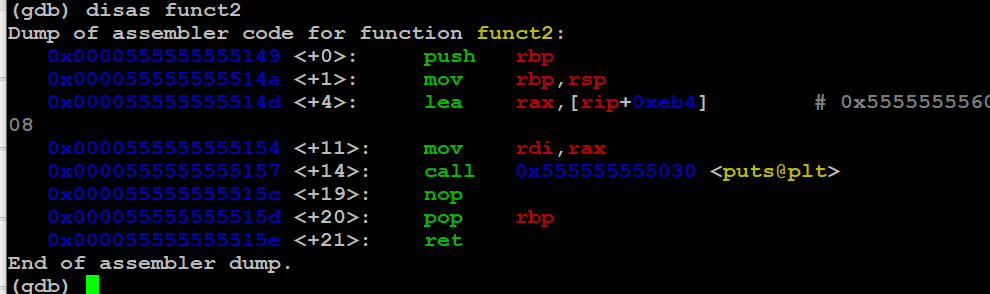 (gdb) disas funct2
Dump of assembler code for function funct2:
   0x0000555555555149 <+0>:     push   rbp
   0x000055555555514a <+1>:     mov    rbp,rsp
   0x000055555555514d <+4>:     lea    rax,[rip+0xeb4]        # 0x5555555560
08
   0x0000555555555154 <+11>:    mov    rdi,rax
   0x0000555555555157 <+14>:    call   0x555555555030 <puts@plt>
   0x000055555555515c <+19>:    nop
   0x000055555555515d <+20>:    pop    rbp
   0x000055555555515e <+21>:    ret
End of assembler dump.
(gdb)